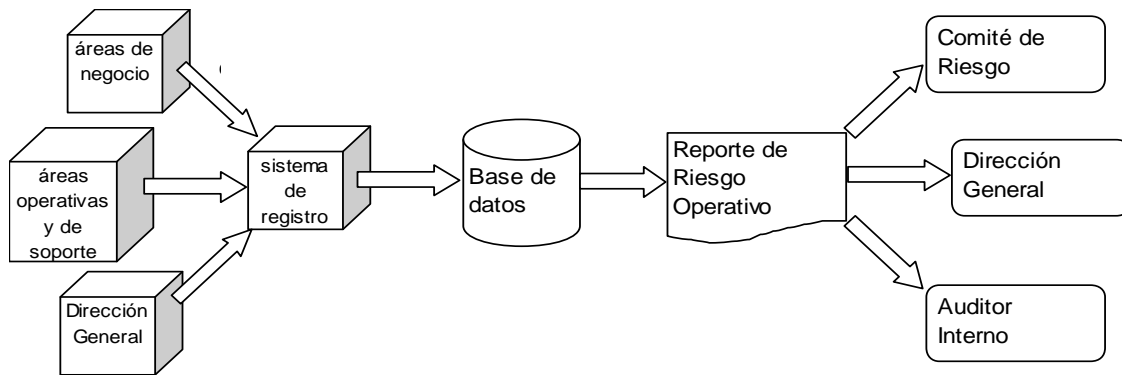 áreas de
negocio
áreas
operativas
y de
soporte
Dirección
General
sistema
de
registro
Base de
datos
Reporte de
Riesgo
Operativo
Comité de
Riesgo
Dirección
General
Auditor
Interno